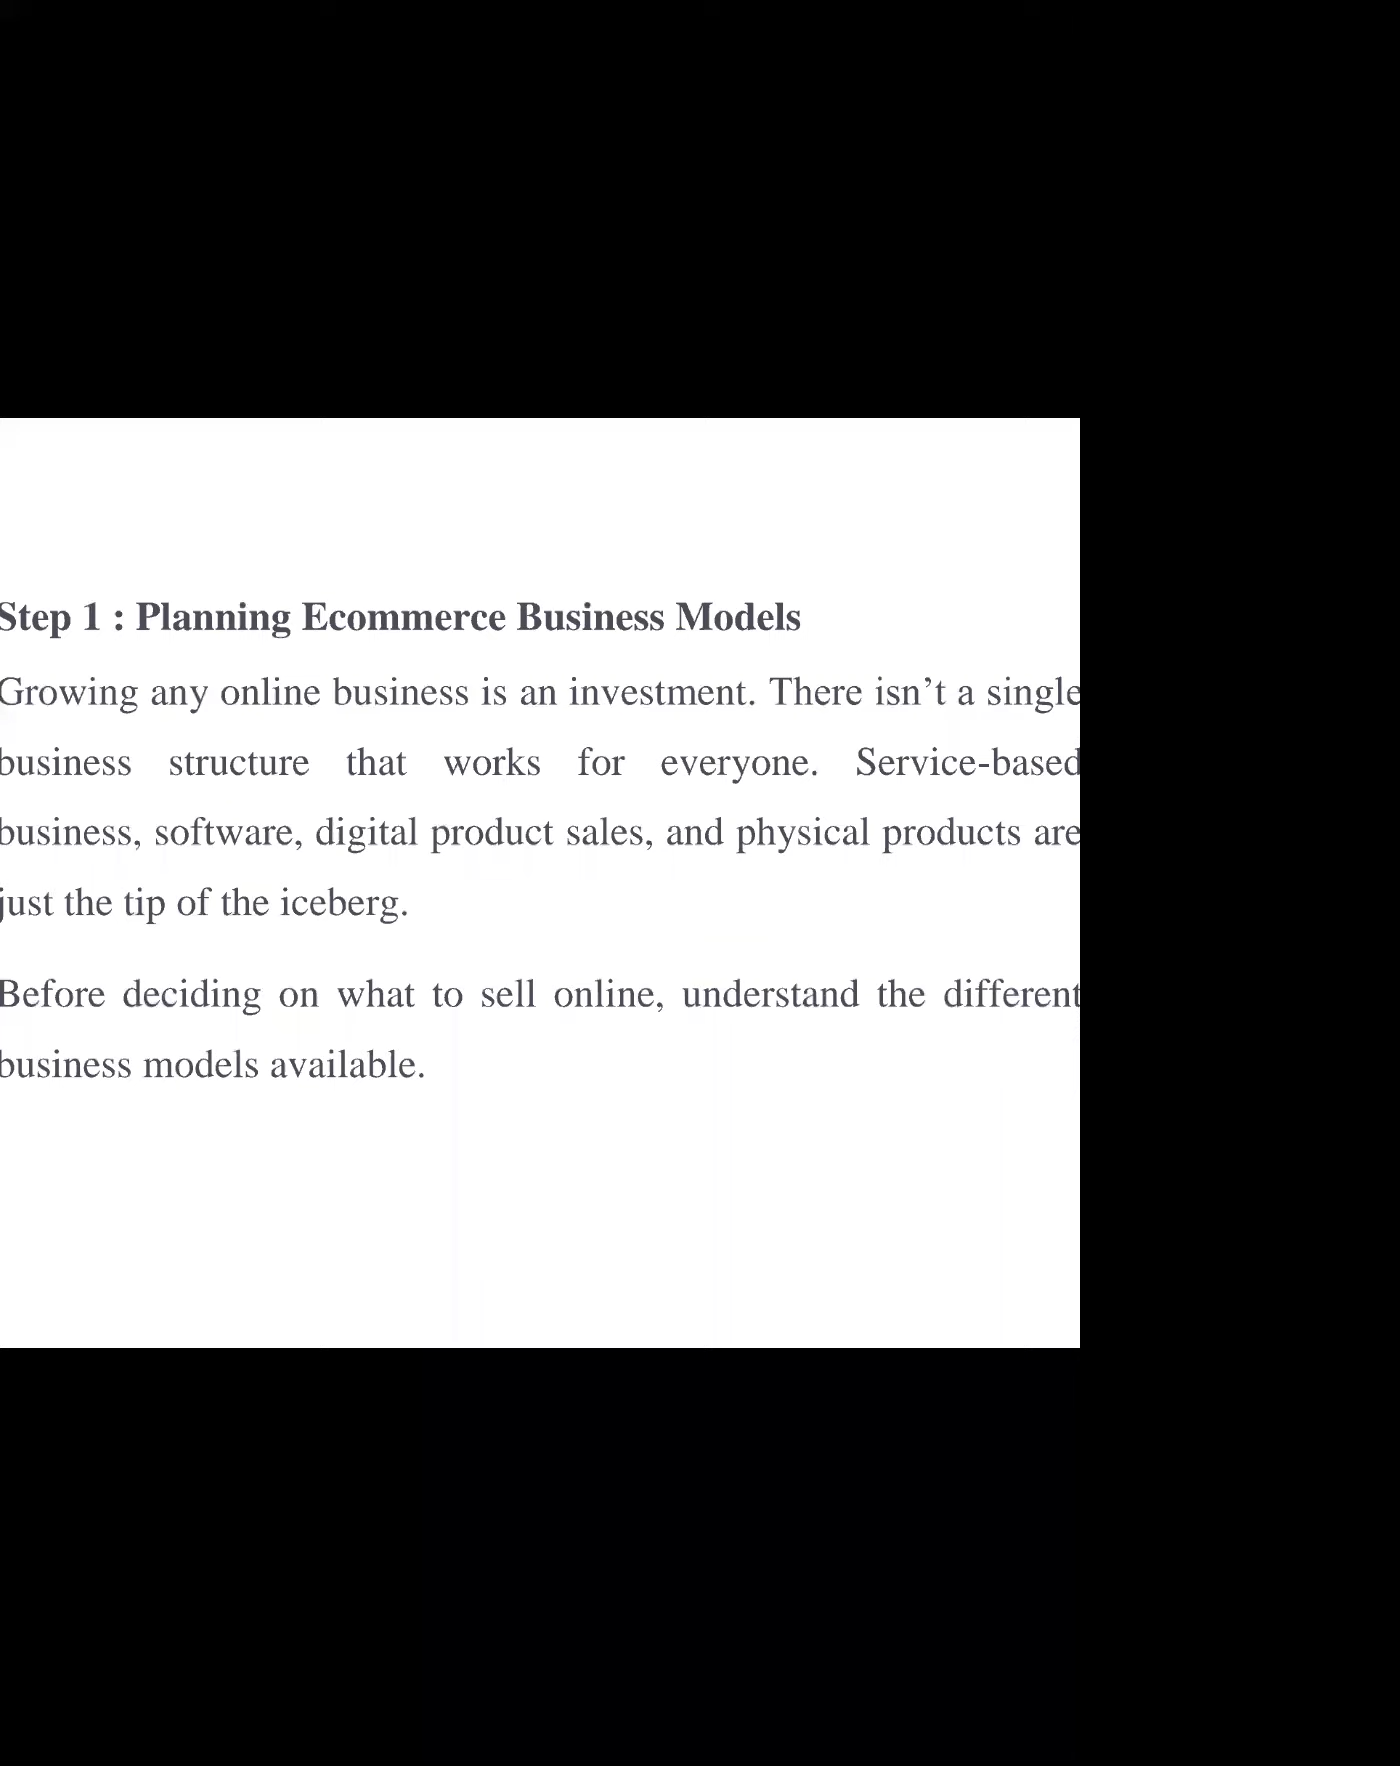 Step 1 : Planning Ecommerce Business Models
Growing any online business is an investment. There isn’t a single
business structure that works for everyone. Service-based
business, software, digital product sales, and physical products are
just the tip of the iceberg.
Before deciding on what to sell online, understand the different
business models available.